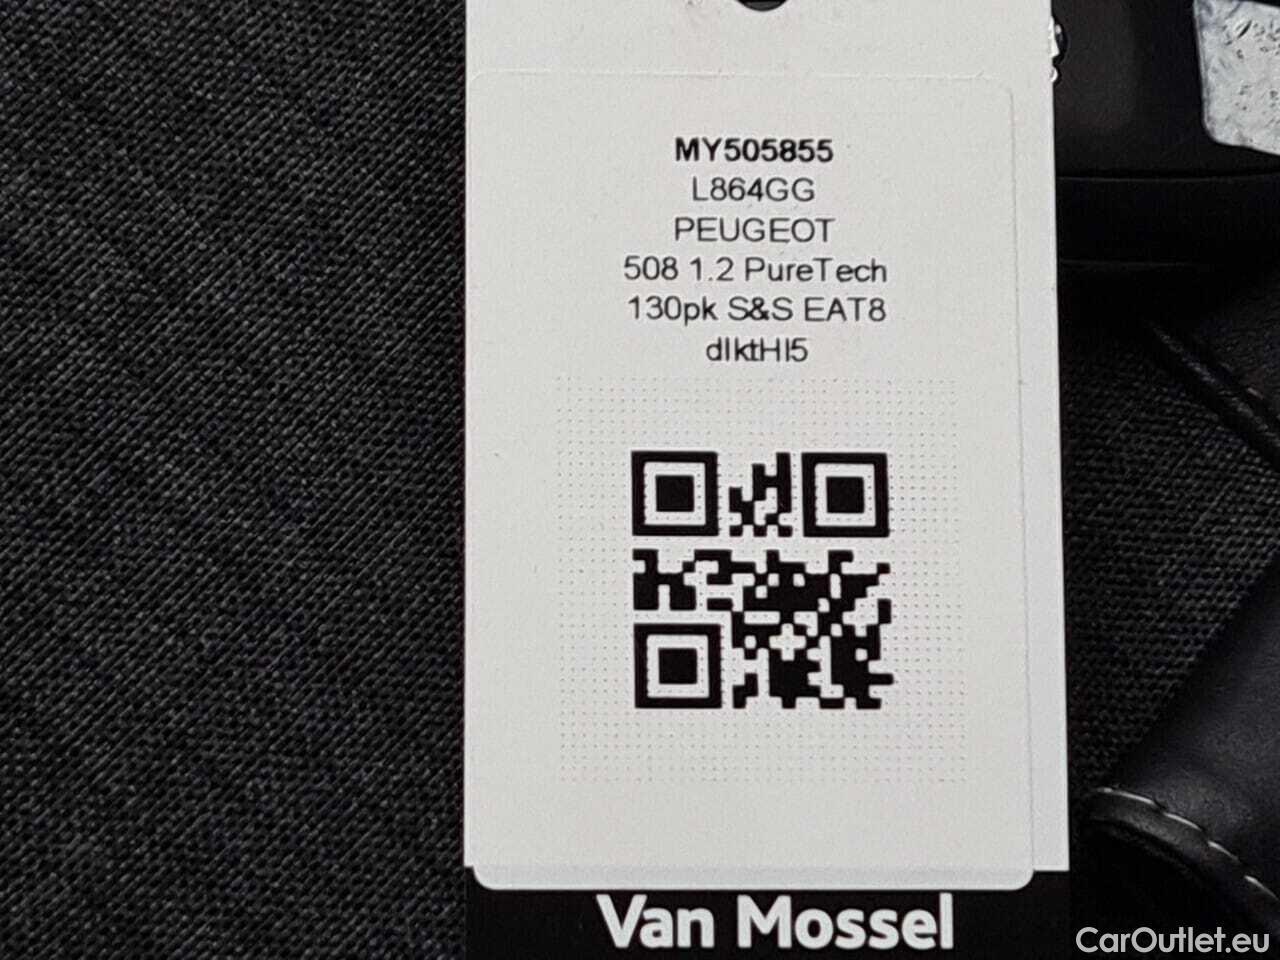 MY505855
L864GG
PEUGEOT
508 1.2 PureTech
130pk S&S EAT8
dlktHI5
Van Mossel
CarOutlet.eu